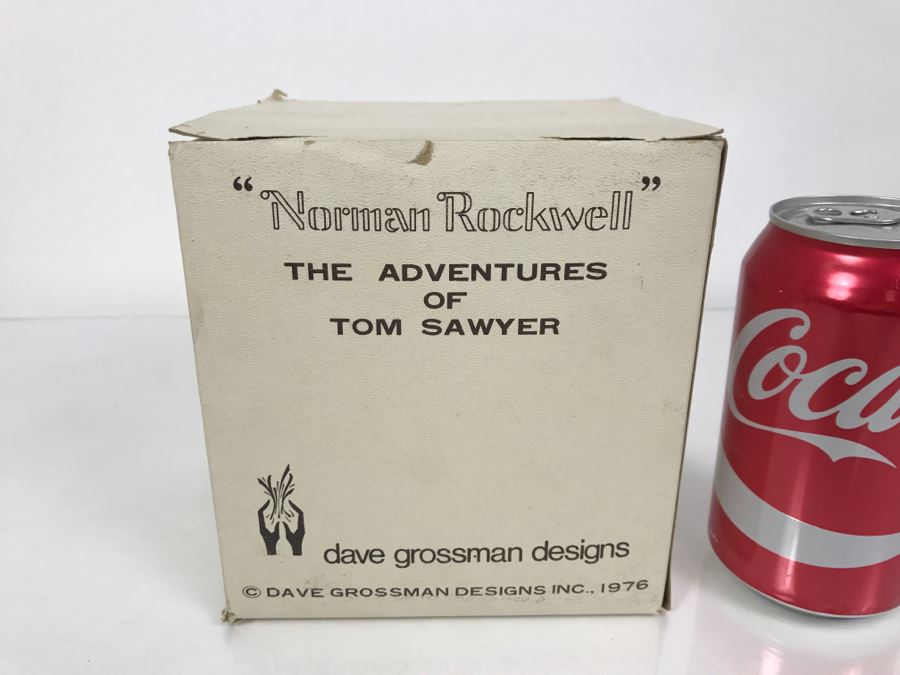 “Norman Rockwell”
THE ADVENTURES
OF
TOM SAWYER
dave grossman designs
© DAVE GROSSMAN DESIGNS INC., 1976
Coca